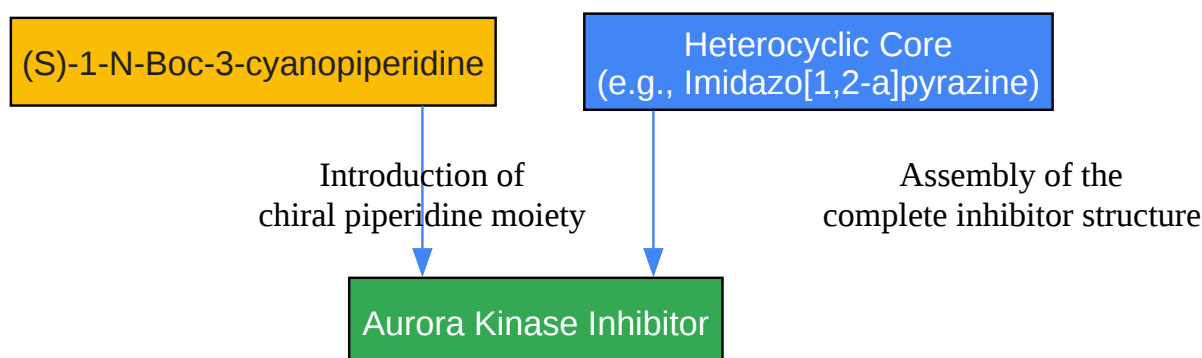 (S)-1-N-Boc-3-cyanopiperidine
Heterocyclic Core
(e.g., Imidazo[1,2-a]pyrazine)
Introduction of
chiral piperidine moiety
Assembly of the
complete inhibitor structure
Aurora Kinase Inhibitor